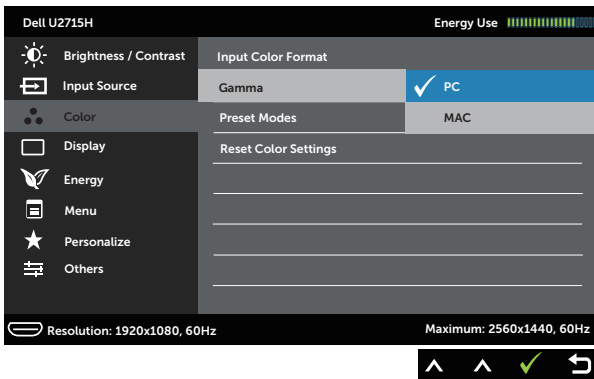 Dell U2715H Energy Use
Brightness / Contrast
Input Source
Color
Display
Energy
Menu
Personalize
Others
Input Color Format
Gamma
Preset Modes
Reset Color Settings
PC
MAC
Resolution: 1920x1080, 60Hz Maximum: 2560x1440, 60Hz